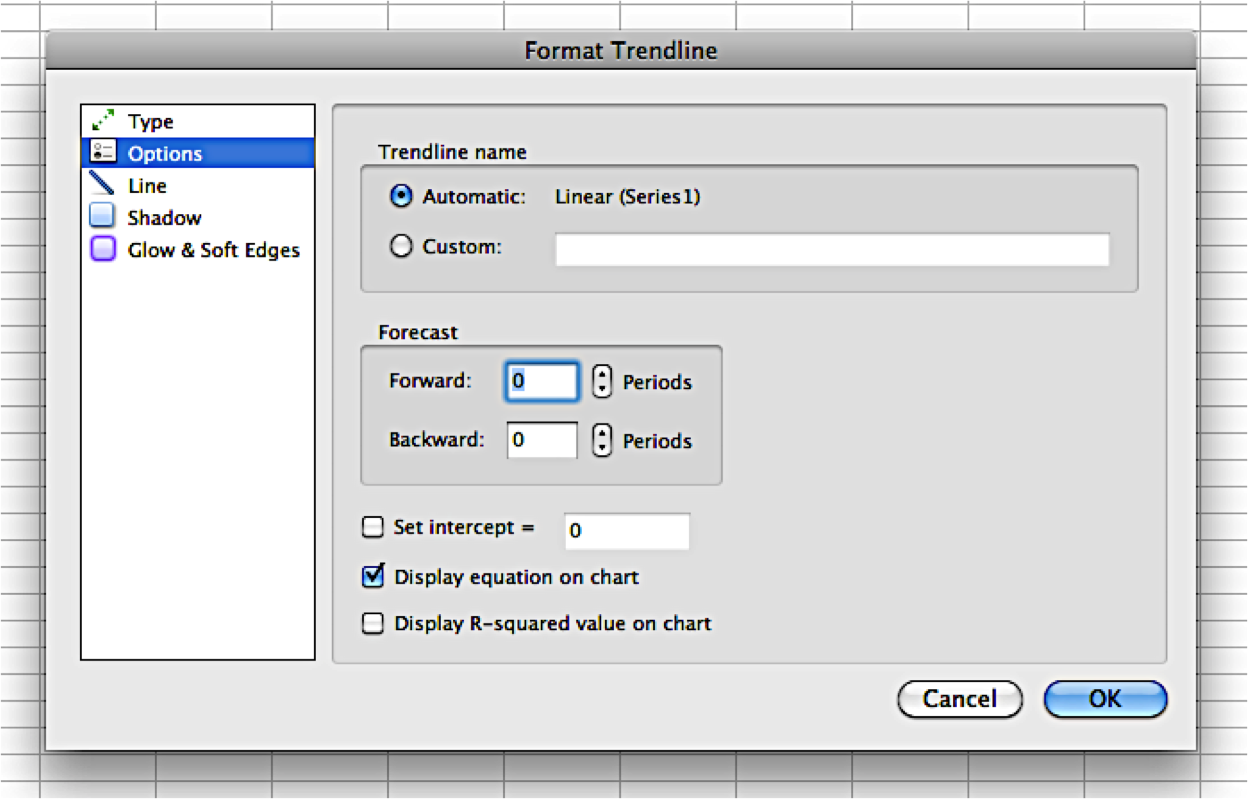 Format Trendline
Type
Options
Line
Shadow
Glow & Soft Edges
Trendline name
Automatic: Linear (Series1)
Custom:
Forecast
Forward: 0 Periods
Backward: 0 Periods
Set intercept = 0
Display equation on chart
Display R-squared value on chart
Cancel OK